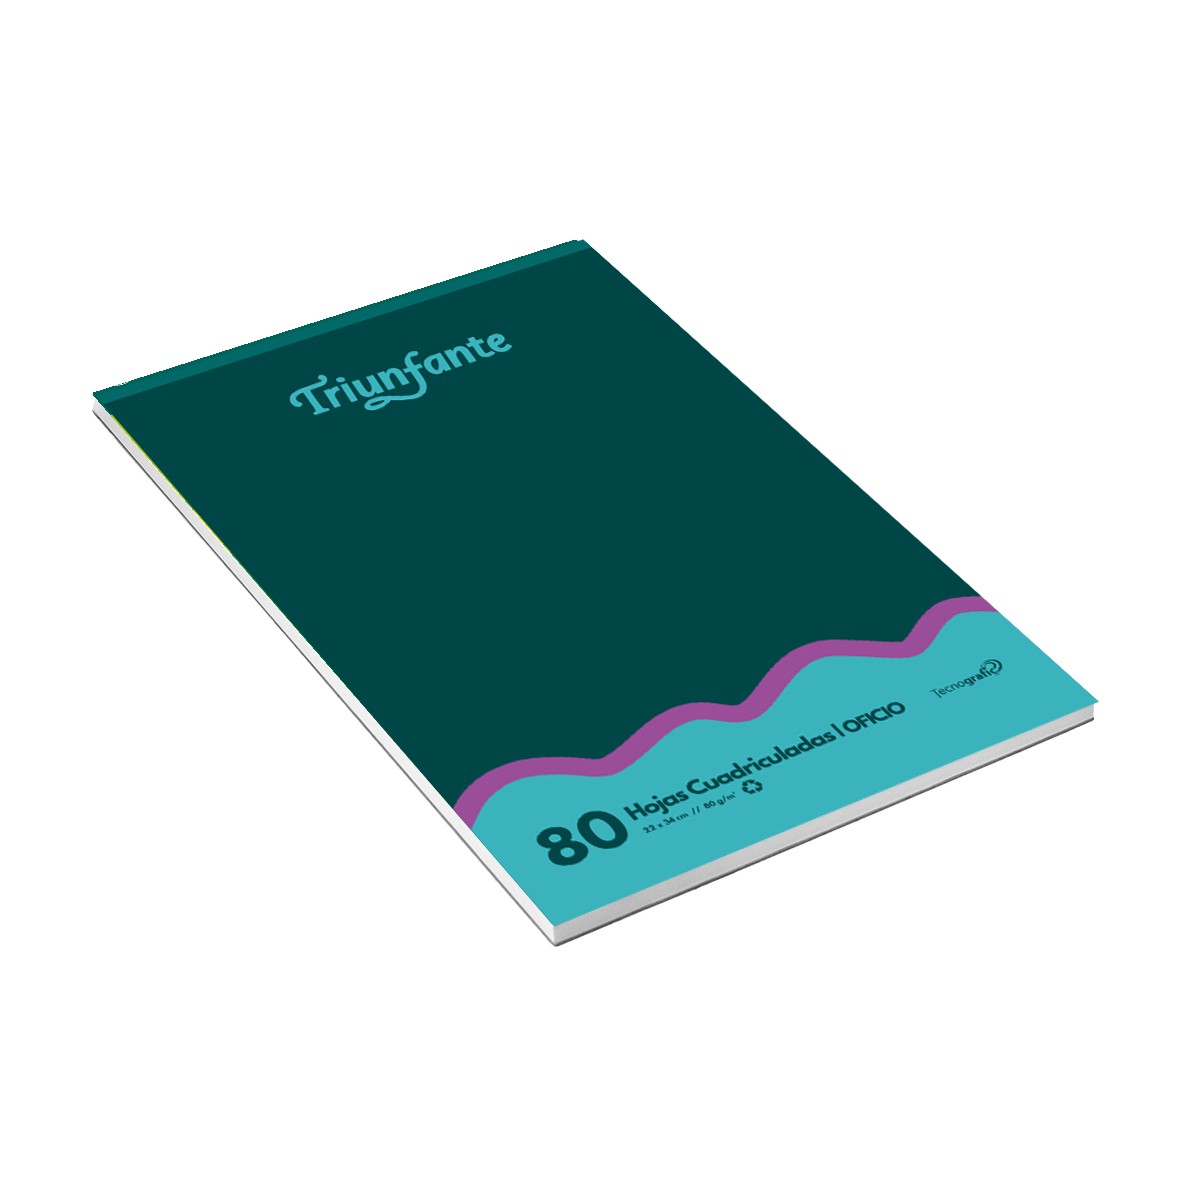 Triunfante
80 Hojas Cuadriculadas | OFICIO
22 x 34 cm // 80 g/m²
Tecnografic